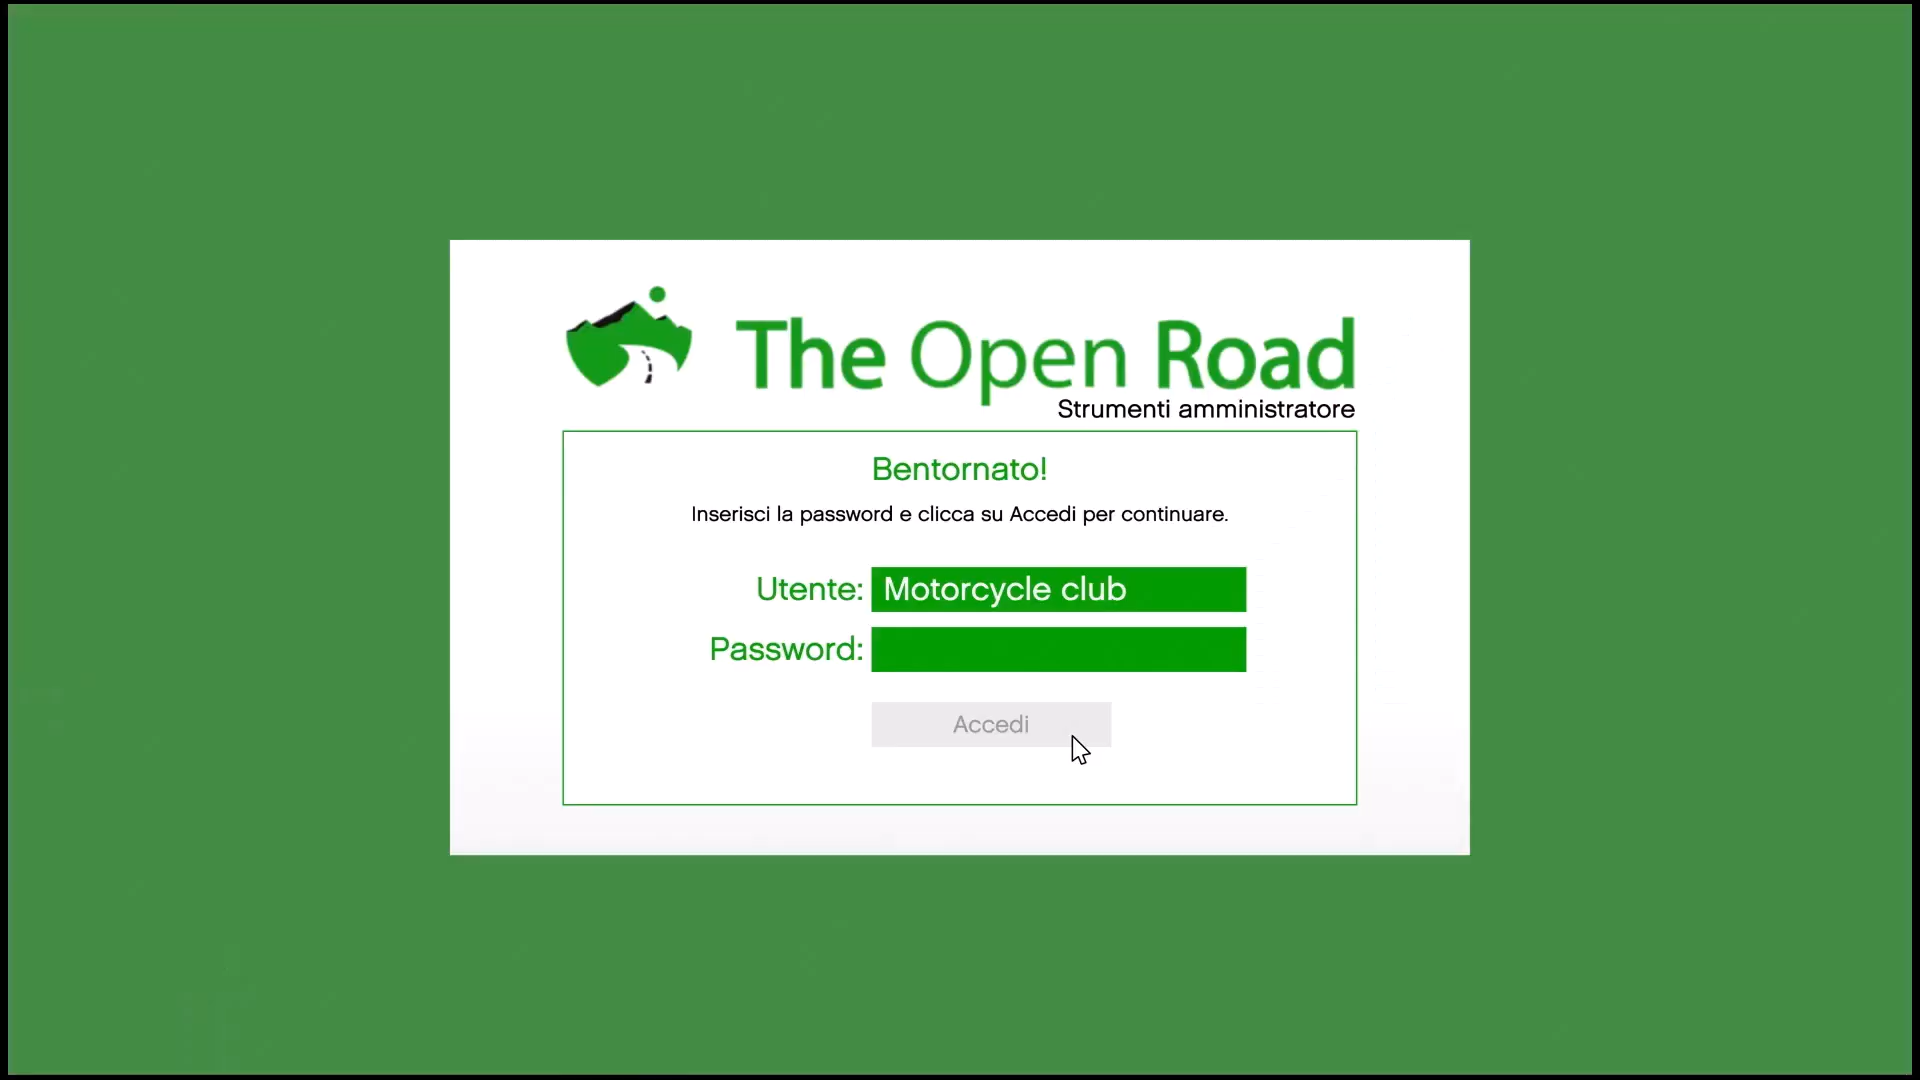 The Open Road
Strumenti amministratore
Bentornato!
Inserisci la password e clicca su Accedi per continuare.
Utente: Motorcycle club
Password:
Accedi